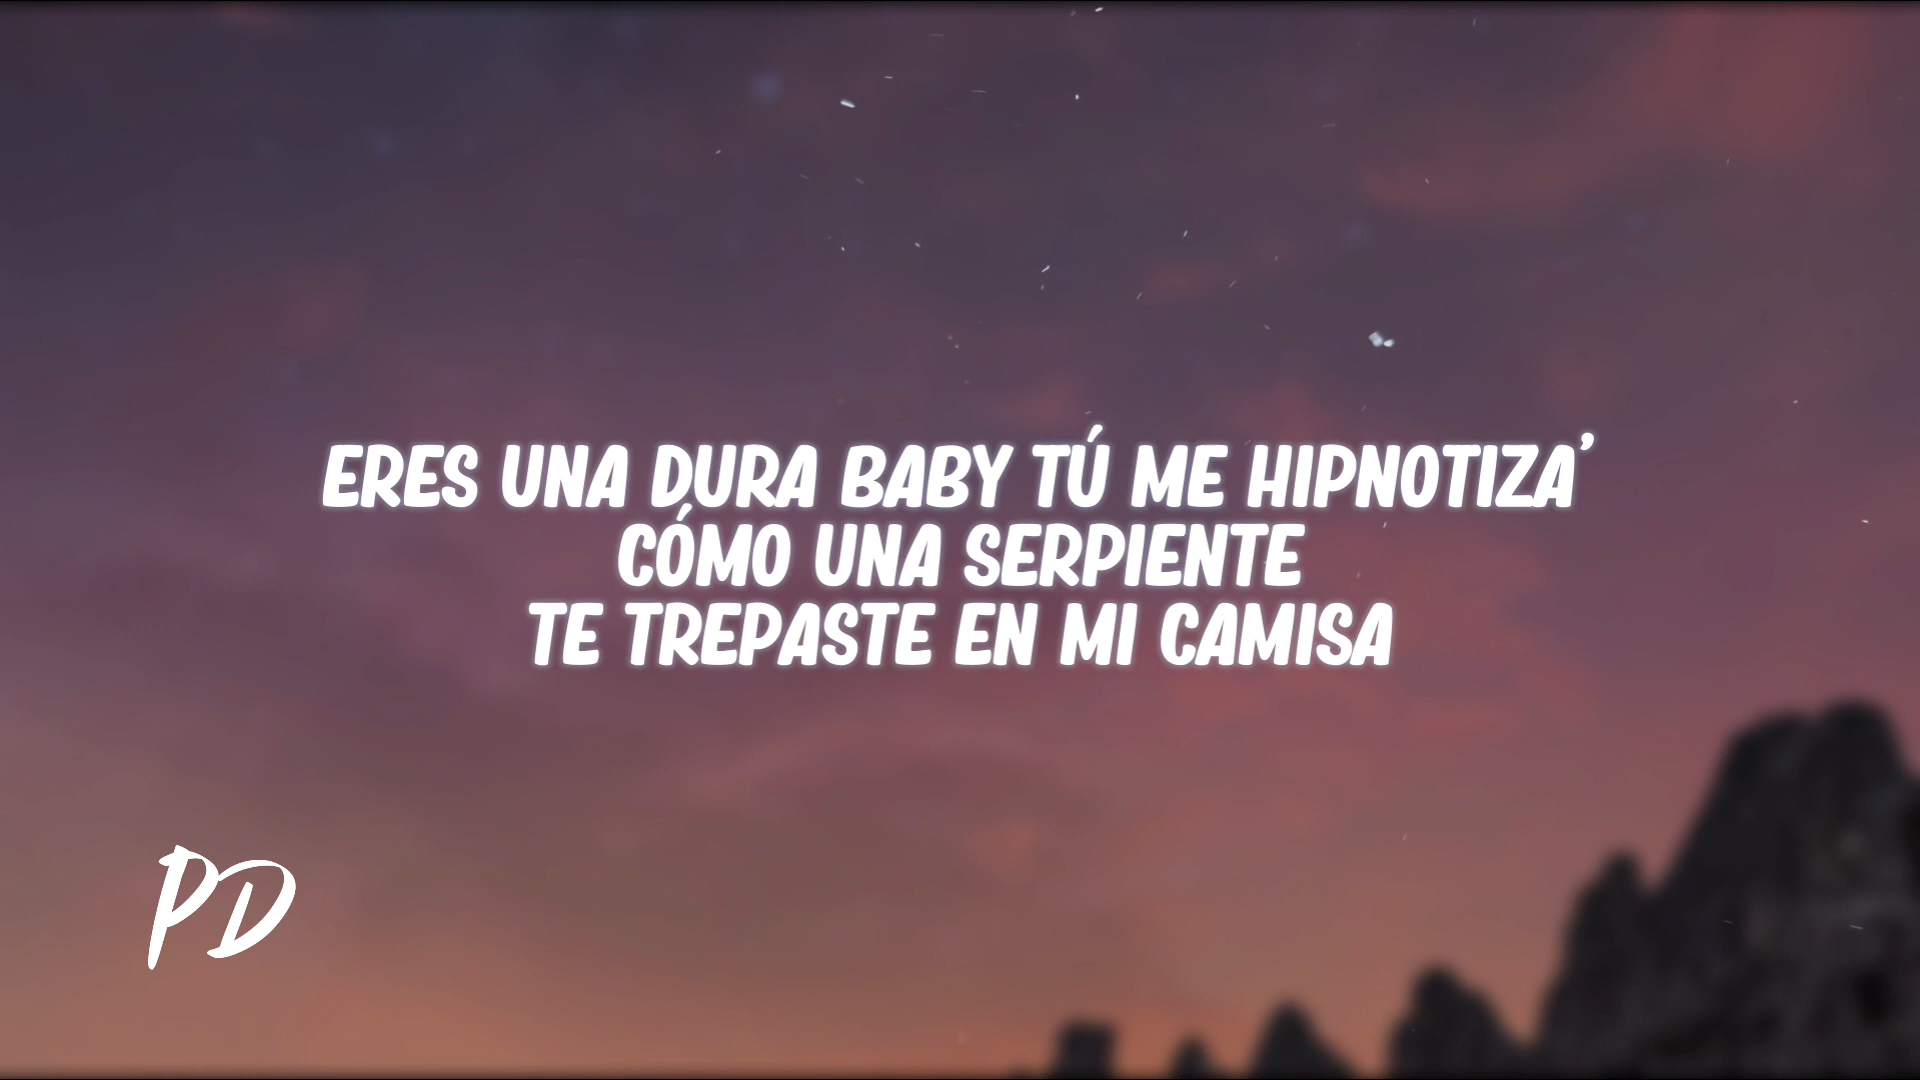 ERES UNA DURA BABY TÚ ME HIPNOTIZA'
CÓMO UNA SERPIENTE
TE TREPASTE EN MI CAMISA
PD